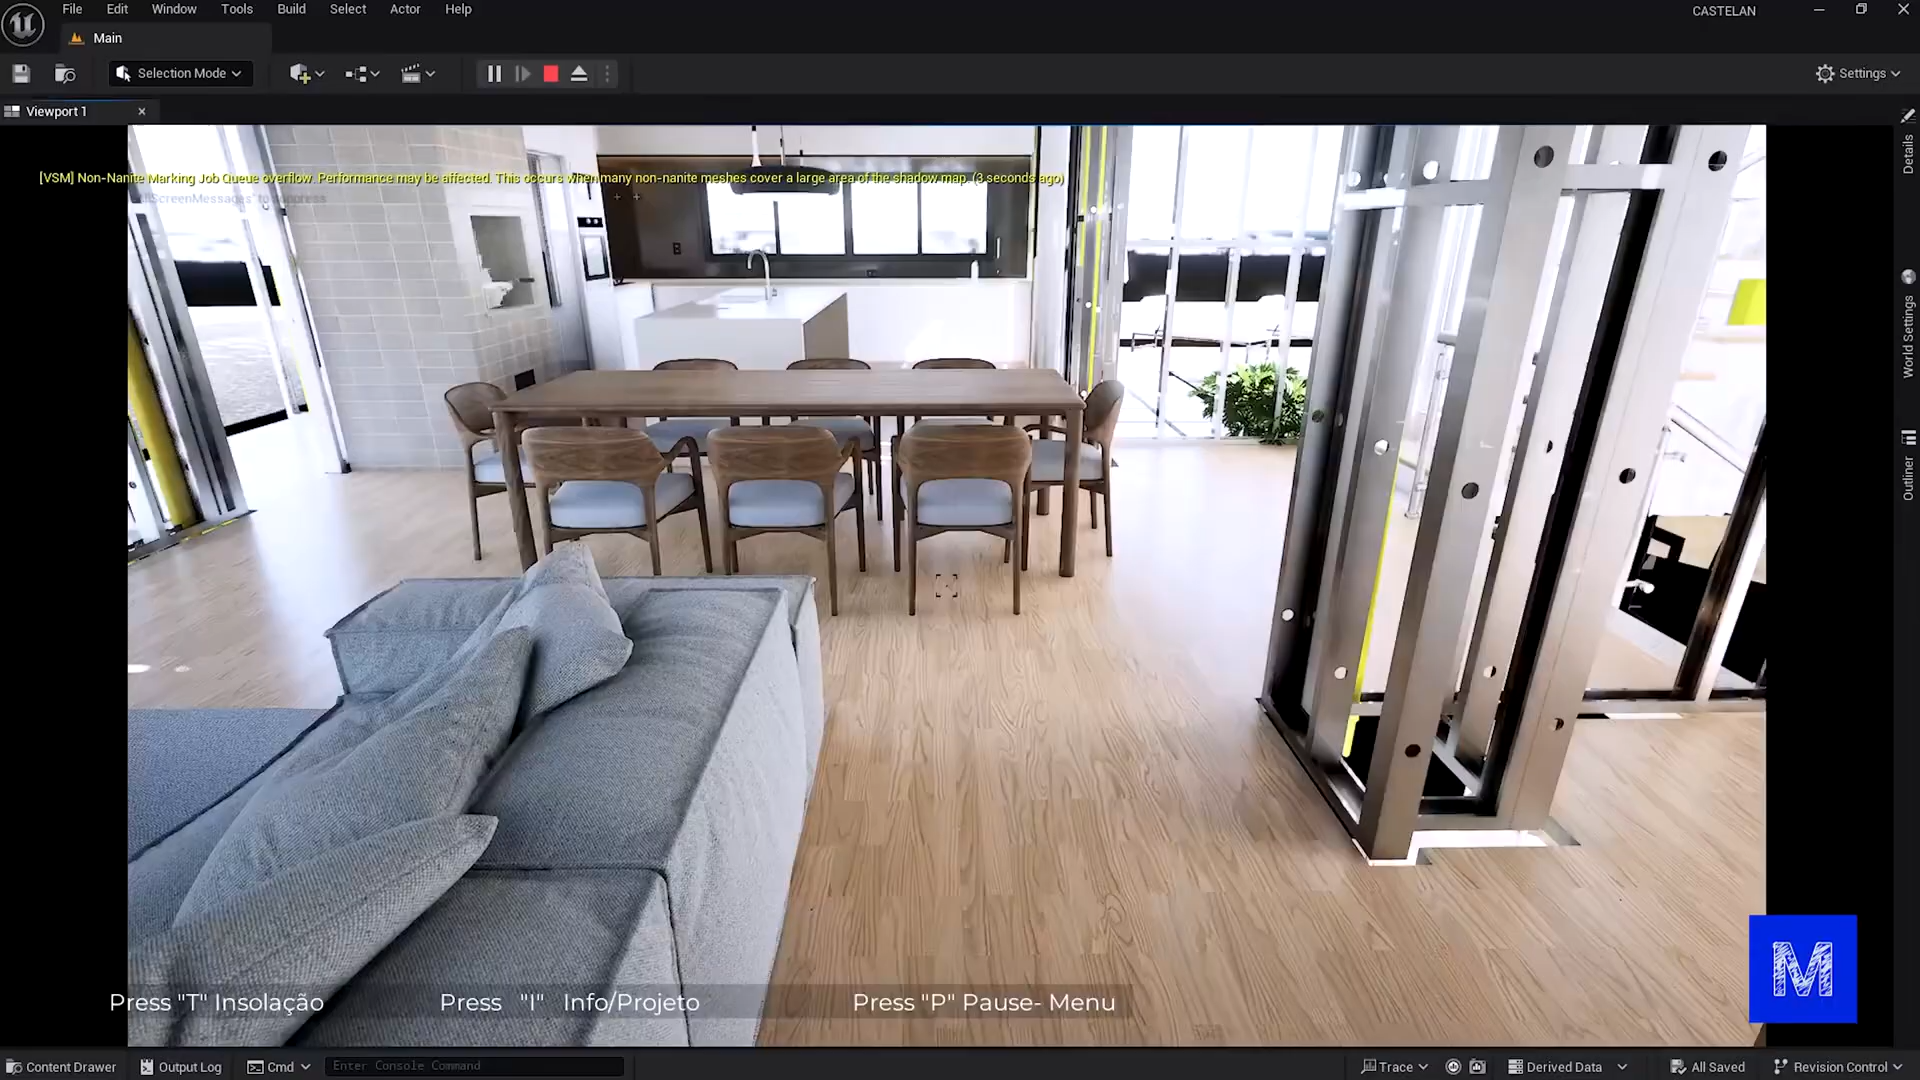 File Edit Window Tools Build Select Actor Help
CASTELAN
Main
Selection Mode
Settings
Viewport 1
Details
[VSM] Non-Nanite Marking Job Queue overflow. Performance may be affected. This occurs when many non-nanite meshes cover a large area of the shadow map. (3 seconds ago)
World Settings
Outliner
M
Press "T" Insolação Press "I" Info/Projeto Press "P" Pause- Menu
Content Drawer Output Log Cmd Enter Console Command Trace Derived Data All Saved Revision Control